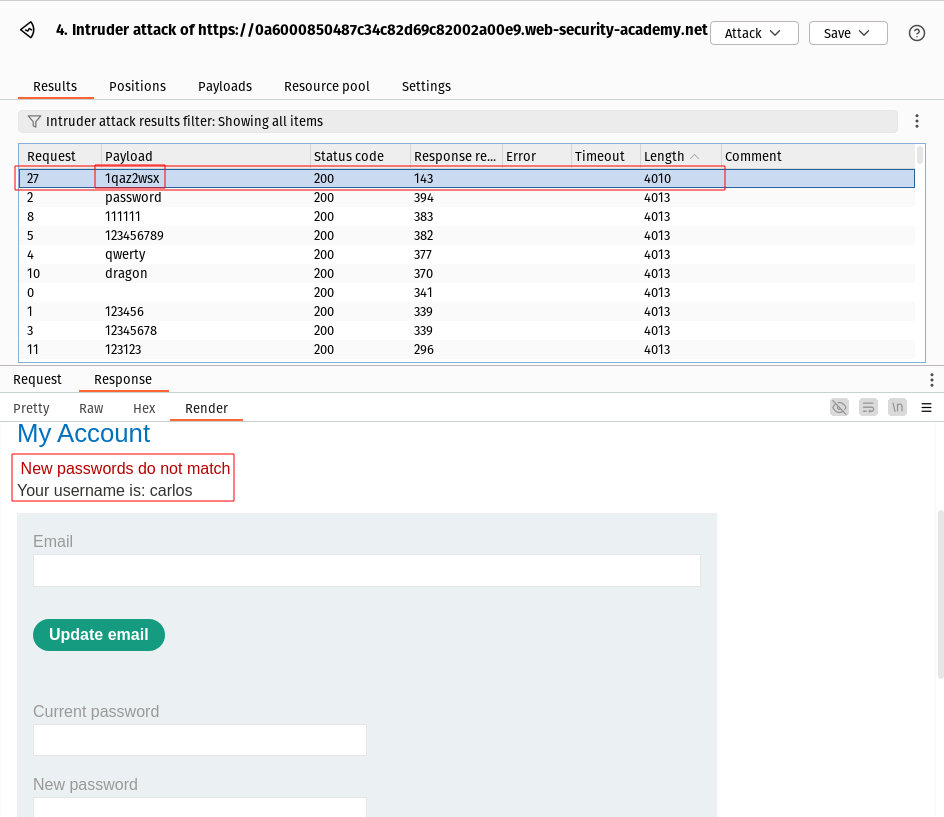 4. Intruder attack of https://0a6000850487c34c82d69c82002a00e9.web-security-academy.net
Attack
Save
Results Positions Payloads Resource pool Settings
Intruder attack results filter: Showing all items
Request Payload Status code Response re... Error Timeout Length Comment
27 1qaz2wsx 200 143 4010
2 password 200 394 4013
8 111111 200 383 4013
5 123456789 200 382 4013
4 qwerty 200 377 4013
10 dragon 200 370 4013
0 200 341 4013
1 123456 200 339 4013
3 12345678 200 339 4013
11 123123 200 296 4013
Request Response
Pretty Raw Hex Render \n
My Account
New passwords do not match
Your username is: carlos
Email
Update email
Current password
New password